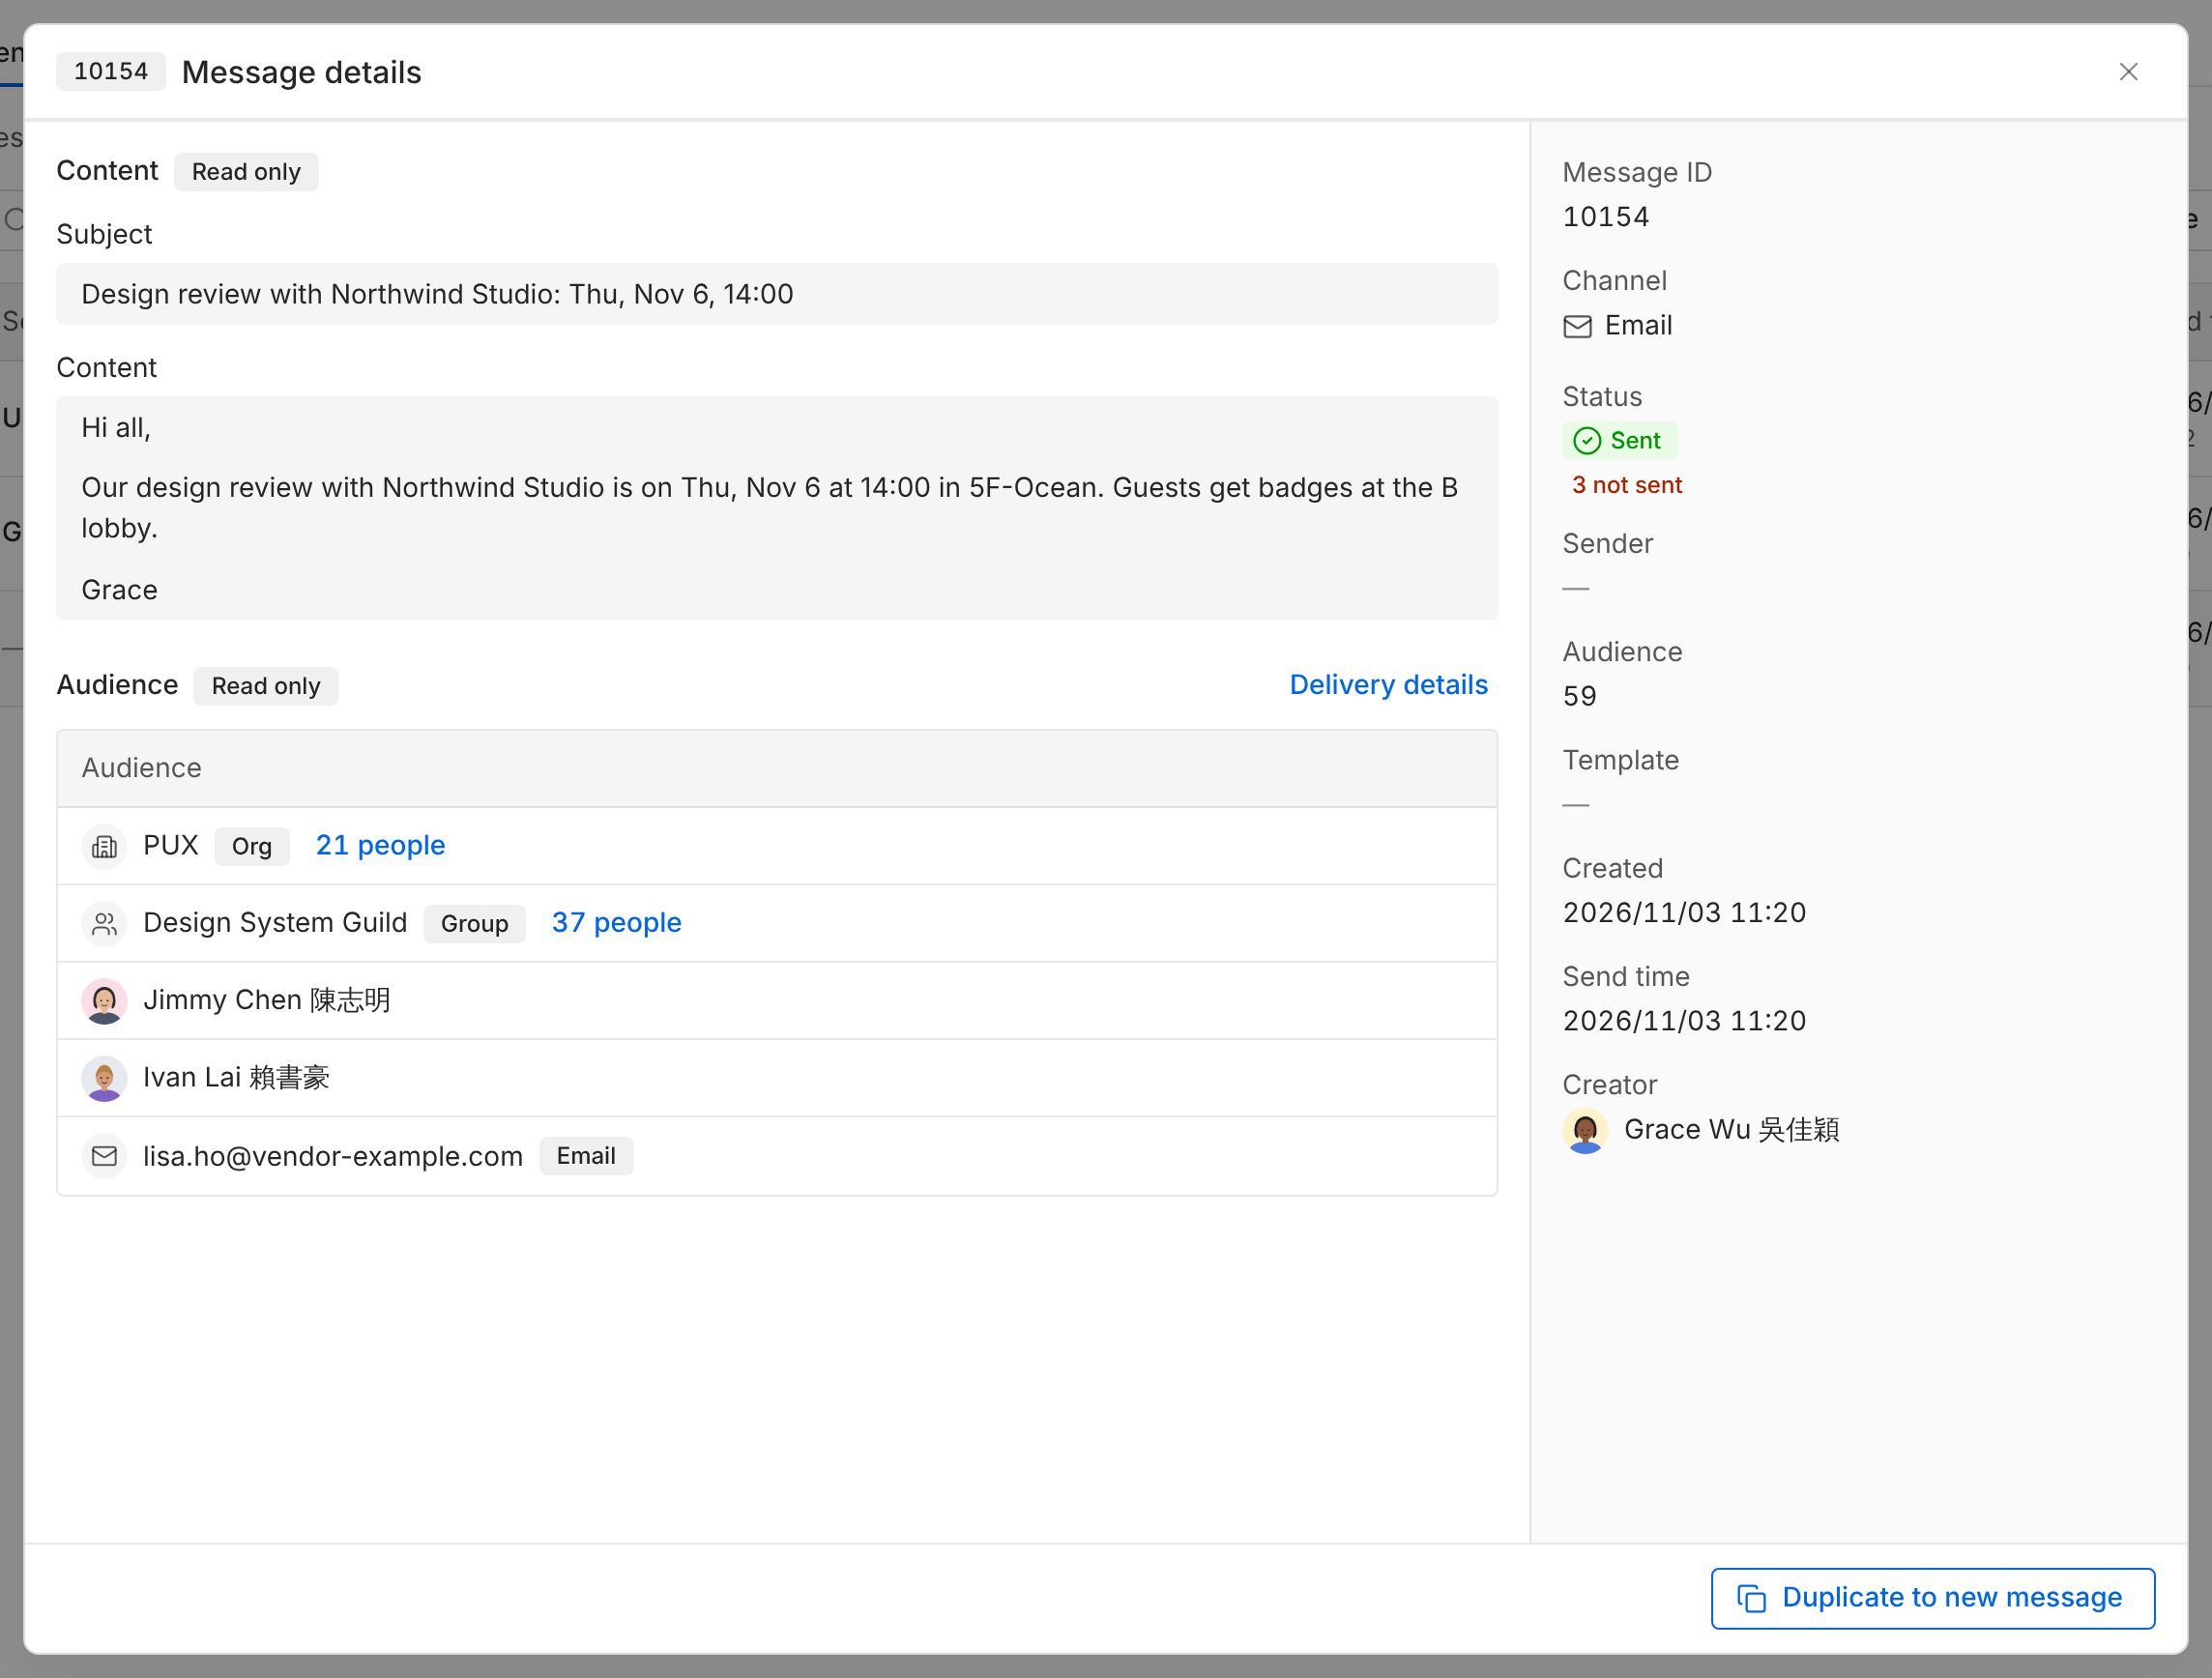 10154 Message details
Content Read only
Subject
Design review with Northwind Studio: Thu, Nov 6, 14:00
Content
Hi all,
Our design review with Northwind Studio is on Thu, Nov 6 at 14:00 in 5F-Ocean. Guests get badges at the B
lobby.
Grace
Audience Read only Delivery details
Audience
PUX Org 21 people
Design System Guild Group 37 people
Jimmy Chen 陳志明
Ivan Lai 賴書豪
lisa.ho@vendor-example.com Email
Message ID
10154
Channel
Email
Status
Sent
3 not sent
Sender
—
Audience
59
Template
—
Created
2026/11/03 11:20
Send time
2026/11/03 11:20
Creator
Grace Wu 吳佳穎
Duplicate to new message